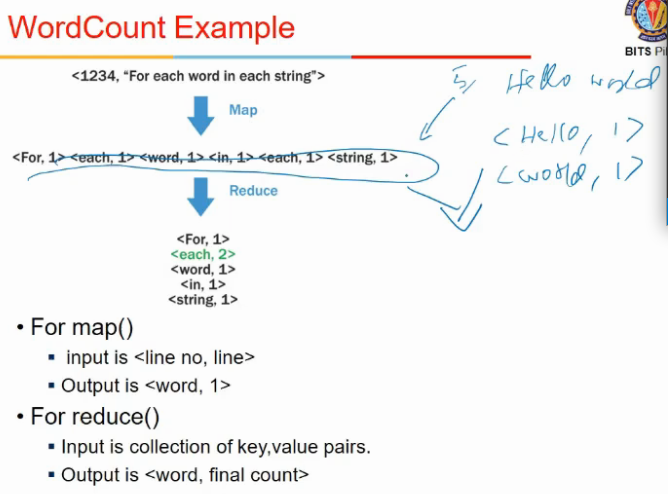 WordCount Example
BITS Pil
<1234, "For each word in each string">
5, Hello world
Map
<Hello, 1>
<For, 1> <each, 1> <word, 1> <in, 1> <each, 1> <string, 1>
<world, 1>
Reduce
<For, 1>
<each, 2>
<word, 1>
<in, 1>
<string, 1>
• For map()
▪ input is <line no, line>
▪ Output is <word, 1>
• For reduce()
▪ Input is collection of key,value pairs.
▪ Output is <word, final count>